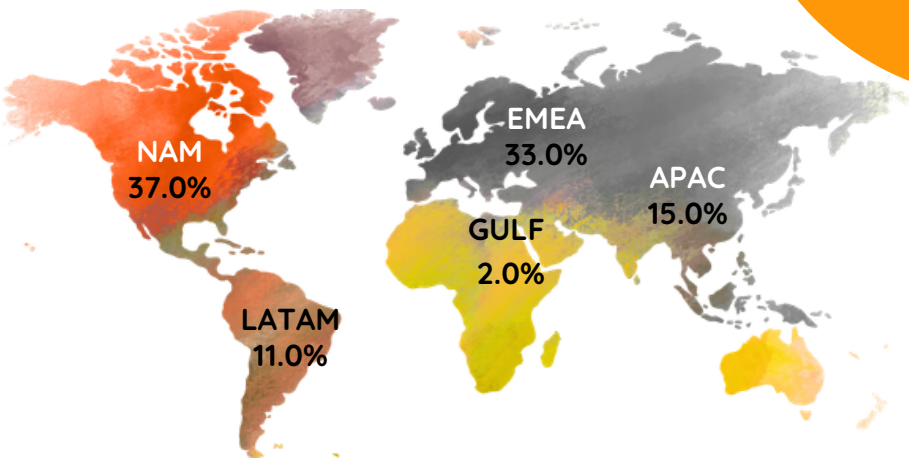 NAM
37.0%
EMEA
33.0%
APAC
15.0%
GULF
2.0%
LATAM
11.0%